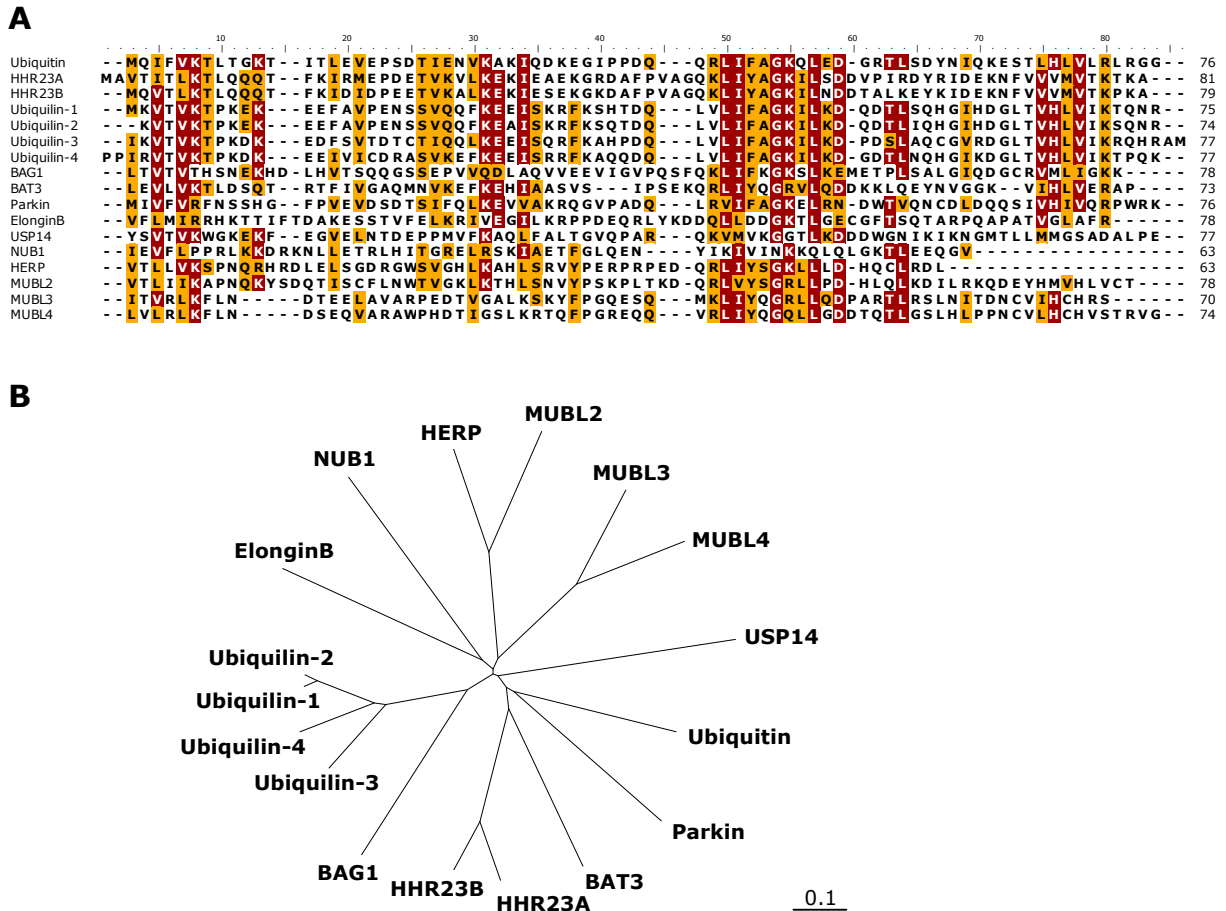 A
10 20 30 40 50 60 70 80
Ubiquitin --MQIFVKTLTGKT---ITLEVEPSDTIENVKAKIQDKEGIPPDQ---QRLIFAGKQLED-GRTLSDYNIQKESTLHLVLRLRGG-- 76
HHR23A MAVTITLKTLQQQT---FKIRMEPDETVKVLKEKIEAEKGRDAFPVAGQKLIYAGKILSDDVPIRDYRIDEKNFVVVMVTKTKA--- 81
HHR23B --MQVTLKTLQQQT---FKIDIDPEETVKALKEKIESEKGKDAFPVAGQKLIYAGKILNDDTALKEYKIDEKNFVVVMVTKPKA--- 79
Ubiquilin-1 --MKVTVKTPKEK---EEFAVPENSSVQQFKEEISKRFKSHTDQ---LVLIFAGKILKD-QDTLSQHGIHDGLTVHLVIKTQNR-- 75
Ubiquilin-2 ---KVTVKTPKEK---EEFAVPENSSVQQFKEAISKRFKSQTDQ---LVLIFAGKILKD-QDTLIQHGIHDGLTVHLVIKSQNR-- 74
Ubiquilin-3 --IKVTVKTPKDK---EDFSVTDTCTIQQLKEEISQRFKAHPDQ---LVLIFAGKILKD-PDSLAQCGVRDGLTVHLVIKRQHRAM 77
Ubiquilin-4 PPIRVTVKTPKDK---EEIVICDRASVKEFKEEISRRFKAQQDQ---LVLIFAGKILKD-GDTLNQHGIKDGLTVHLVIKTPQK-- 77
BAG1 --LTVTVTHSNEKHD-LHVTSQQGSSEPVVQDLAQVVEEVIGVPQSFQKLIFKGKSLKEMETPLSALGIQDGCRVMLIGKK---- 78
BAT3 --LEVLVKTLDSQT---RTFIVGAQMNVKEFKEHIAASVS---IPSEKQRLIYQGRVLQDDKKLQEYNVGGK--VIHLVERAP---- 73
Parkin --MIVFVRFNSSHG---FPVEVDSDTSIFQLKEVVAKRQGVPADQ---LRVIFAGKELRN-DWTVQNCDLDQQSIVHIVQRPWRK-- 76
ElonginB --VFLMIRRHKTTIFTDAKESSTVFELKRIVEGILKRPPDEQRLYKDDQLLDDGKTLGECGFTSQTARPQAPATVGLAFR------ 78
USP14 --YSVTVKWGKEKF---EGVELNTDEPPMVFKAQLFALTGVQPAR---QKVMVKGGTLKDDDWGNIKIKNGMTLLMMGSADALPE-- 77
NUB1 --IEVFLPPRLKKDRKNLLETRLHITGRELRSKIAETFGLQEN----YIKIVINKKQLQLGKTLEEQGV----------------- 63
HERP --VTLLVKSPNQRHRDLELSGDRGWSVGHLKAHLSRVYPERPRPED-QRLIYSGKLLLD-HQCLRDL------------------- 63
MUBL2 --VTLIIKAPNQKYSDQTISCFLNWTVGKLKTHLSNVYPSKPLTKD-QRLVYSGRLLPD-HLQLKDILRKQDEYHMVHLVCT---- 78
MUBL3 --ITVRLKFLN-----DTEELAVARPEDTVGALKSKYFPGQESQ---MKLIYQGRLLQDPARTLRSLNITDNCVIHCHRS------ 70
MUBL4 --LVLRLKFLN-----DSEQVARAWPHDTIGSLKRTQFPGREQQ---VRLIYQGQLLGDDTQTLGSLHLPPNCVLHCHVSTRVG-- 74
B
HERP MUBL2
NUB1
MUBL3
MUBL4
ElonginB
USP14
Ubiquilin-2
Ubiquilin-1
Ubiquitin
Ubiquilin-4
Ubiquilin-3
Parkin
BAG1
HHR23B
HHR23A
BAT3
0.1